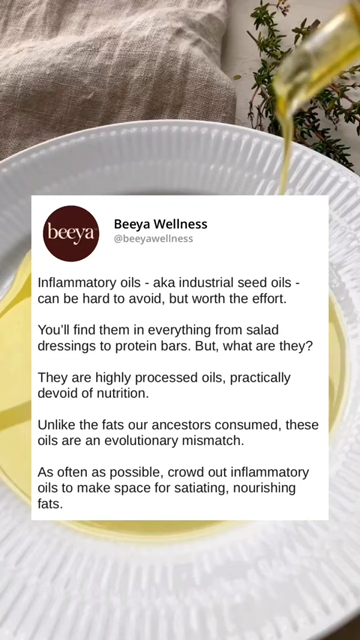 beeya
Beeya Wellness
@beeyawellness
Inflammatory oils - aka industrial seed oils -
can be hard to avoid, but worth the effort.
You'll find them in everything from salad
dressings to protein bars. But, what are they?
They are highly processed oils, practically
devoid of nutrition.
Unlike the fats our ancestors consumed, these
oils are an evolutionary mismatch.
As often as possible, crowd out inflammatory
oils to make space for satiating, nourishing
fats.